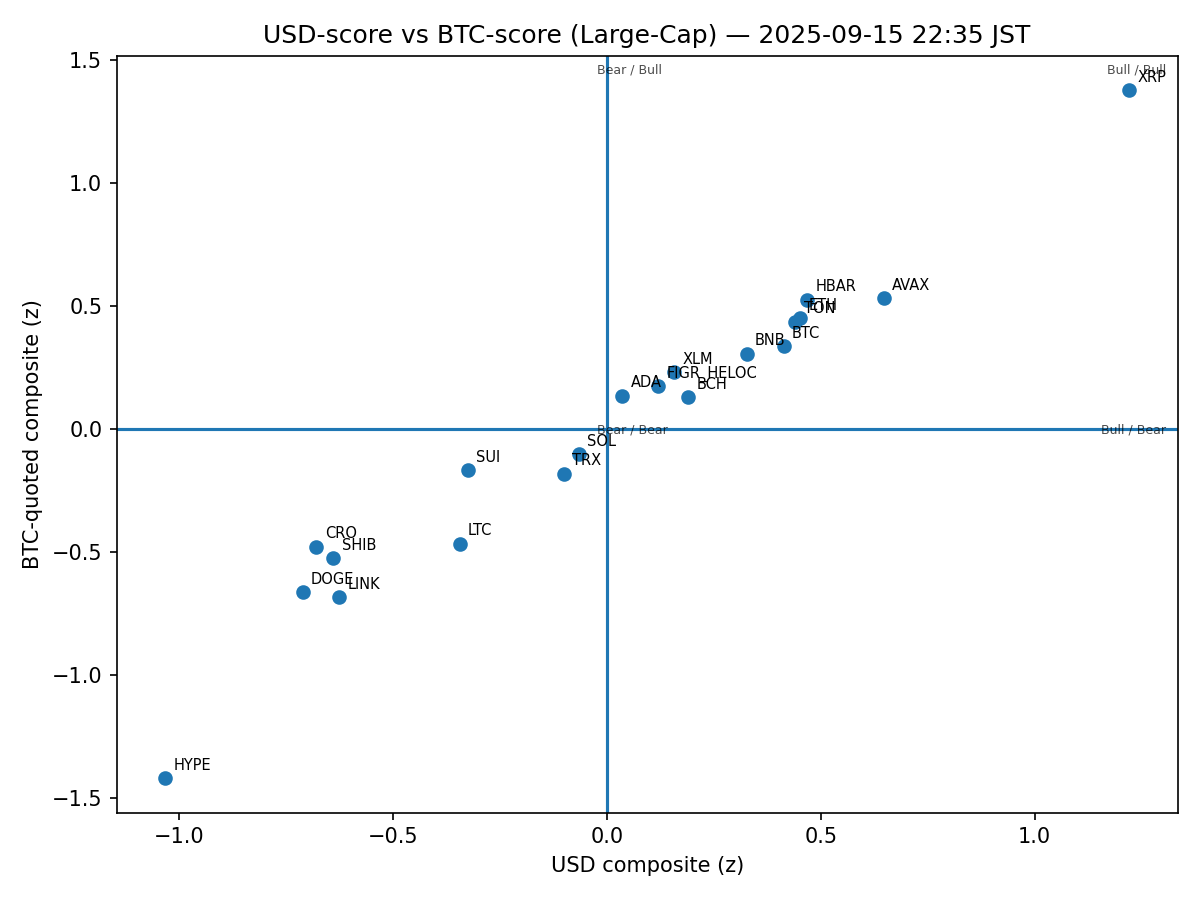 USD-score vs BTC-score (Large-Cap) — 2025-09-15 22:35 JST
Bear / Bull
Bull / Bull
XRP
HBAR
AVAX
ETH
TON
BTC
BNB
XLM
FIGR_HELOC
ADA
BCH
Bear / Bear
Bull / Bear
SOL
TRX
SUI
LTC
CRO
SHIB
DOGE
LINK
HYPE
1.5
1.0
0.5
0.0
−0.5
−1.0
−1.5
BTC-quoted composite (z)
−1.0
−0.5
0.0
0.5
1.0
USD composite (z)